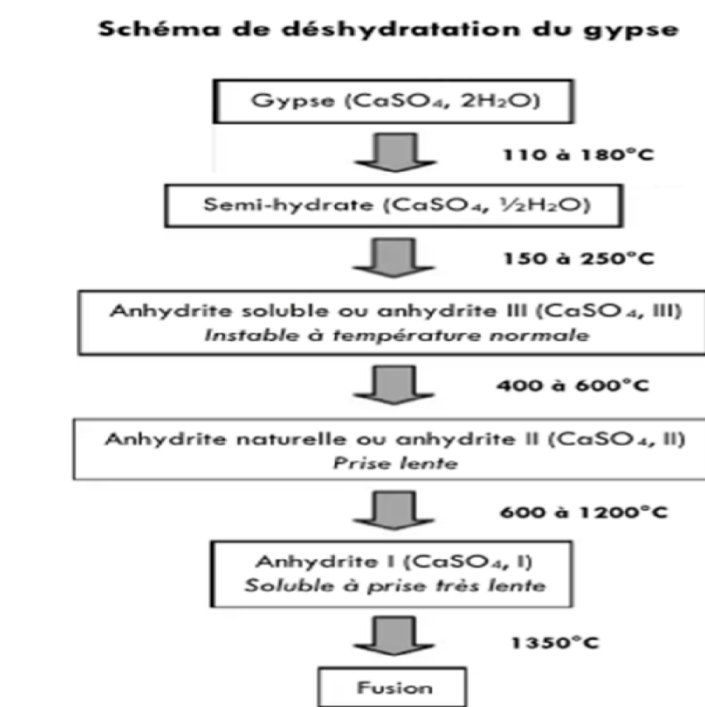 Schéma de déshydratation du gypse
Gypse (CaSO₄, 2H₂O)
110 à 180°C
Semi-hydrate (CaSO₄, ½H₂O)
150 à 250°C
Anhydrite soluble ou anhydrite III (CaSO₄, III)
Instable à température normale
400 à 600°C
Anhydrite naturelle ou anhydrite II (CaSO₄, II)
Prise lente
600 à 1200°C
Anhydrite I (CaSO₄, I)
Soluble à prise très lente
1350°C
Fusion